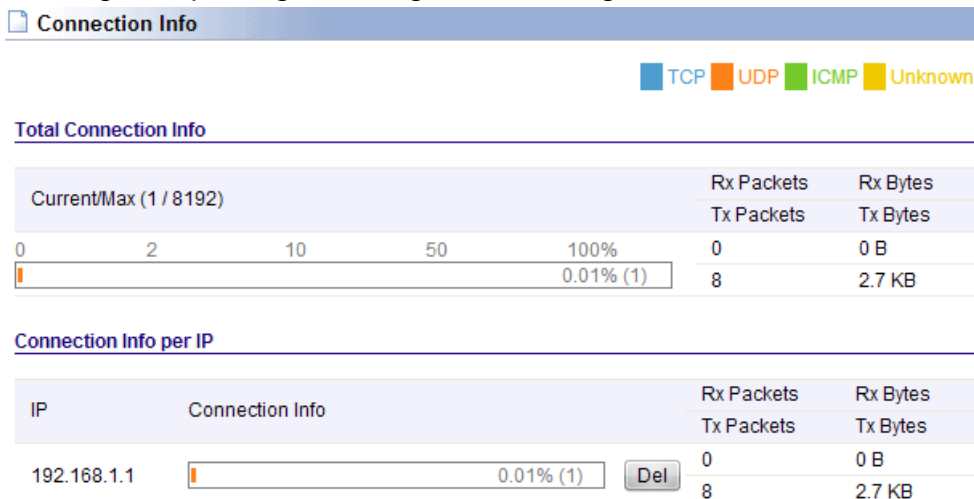 Connection Info
TCP UDP ICMP Unknown
Total Connection Info
Current/Max (1 / 8192)
Rx Packets Rx Bytes
Tx Packets Tx Bytes
0 2 10 50 100%
0 0 B
0.01% (1)
8 2.7 KB
Connection Info per IP
IP Connection Info
Rx Packets Rx Bytes
Tx Packets Tx Bytes
192.168.1.1 0.01% (1) Del
0 0 B
8 2.7 KB